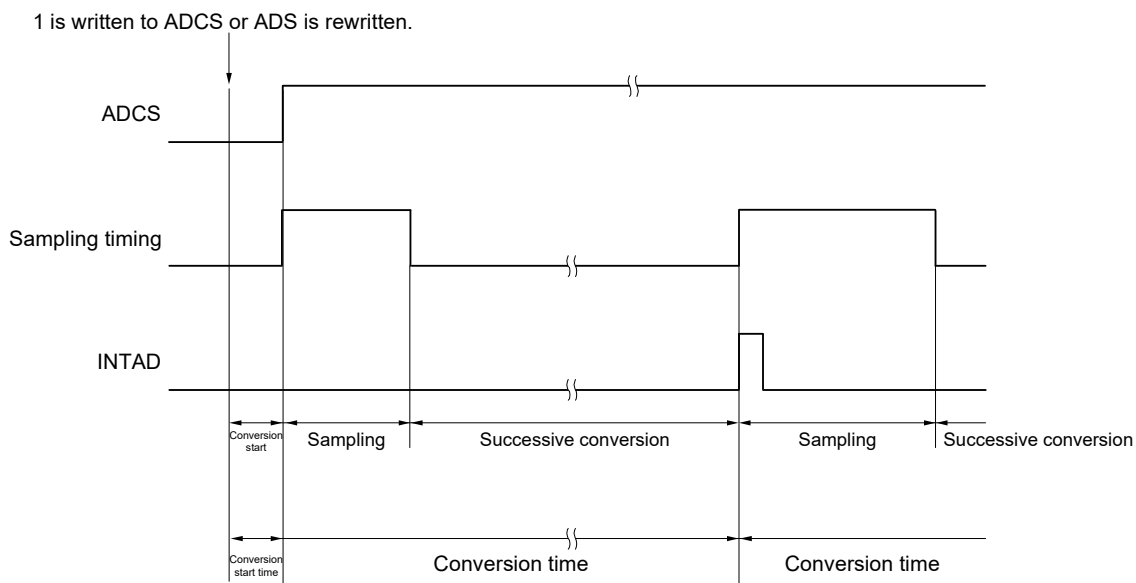 1 is written to ADCS or ADS is rewritten.
ADCS
Sampling timing
INTAD
Conversion
start
Sampling
Successive conversion
Sampling
Successive conversion
Conversion
start time
Conversion time
Conversion time